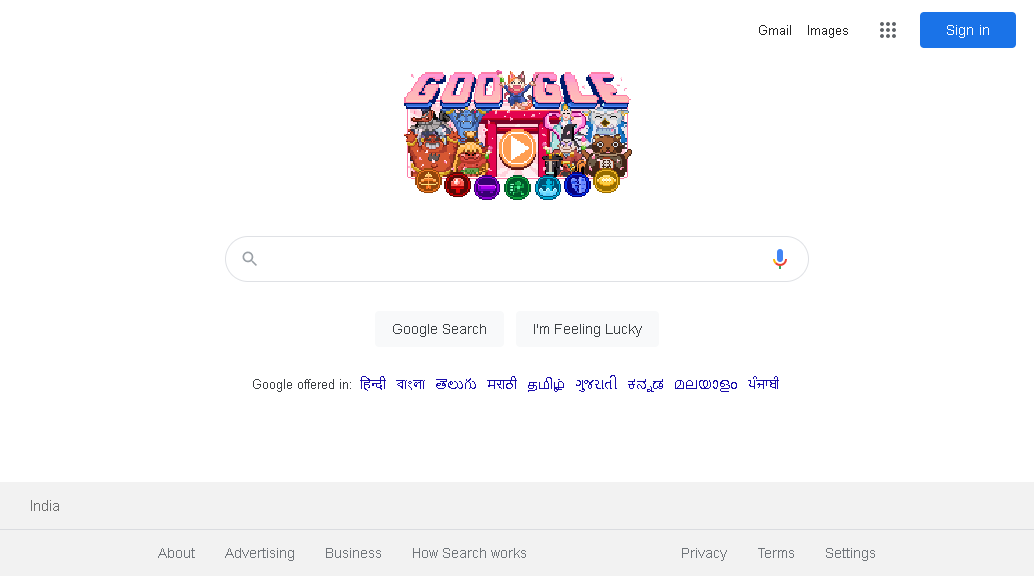 Gmail Images Sign in
GOOGLE
Google Search I'm Feeling Lucky
Google offered in: हिन्दी বাংলা తెలుగు मराठी தமிழ் ગુજરાતી ಕನ್ನಡ മലയാളം ਪੰਜਾਬੀ
India
About Advertising Business How Search works Privacy Terms Settings